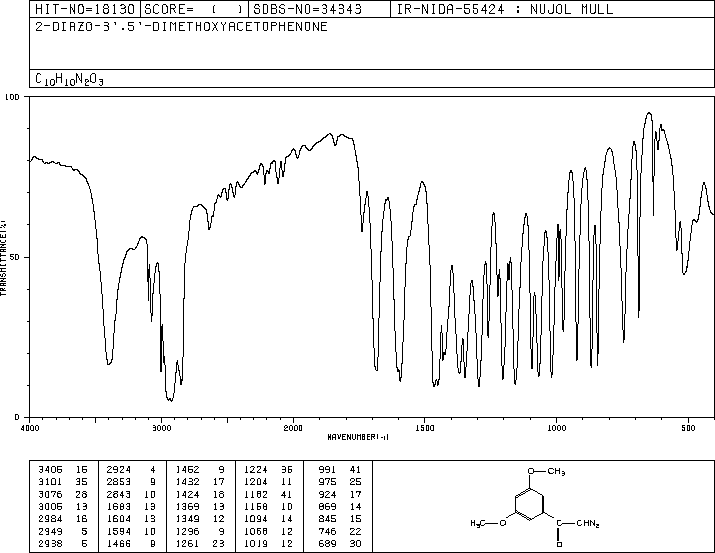 HIT-NO=18130 SCORE= ( ) SDBS-NO=34343 IR-NIDA-55424 : NUJOL MULL
2-DIAZO-3',5'-DIMETHOXYACETOPHENONE
C10H10N2O3
100
50
0
TRANSMITTANCE(%)
4000 3000 2000 1500 1000 500
WAVENUMBER(-1)
3405 15 2924 4 1462 9 1224 36 991 41
3101 35 2853 9 1432 17 1204 11 975 25
3076 28 2843 10 1424 18 1182 41 924 17
3005 13 1683 13 1369 13 1158 10 869 14
2984 16 1604 13 1349 12 1094 14 845 15
2949 5 1594 10 1296 9 1068 12 746 22
2938 5 1466 9 1261 23 1019 12 689 30
O—CH3
H3C—O
C—CHN2
O